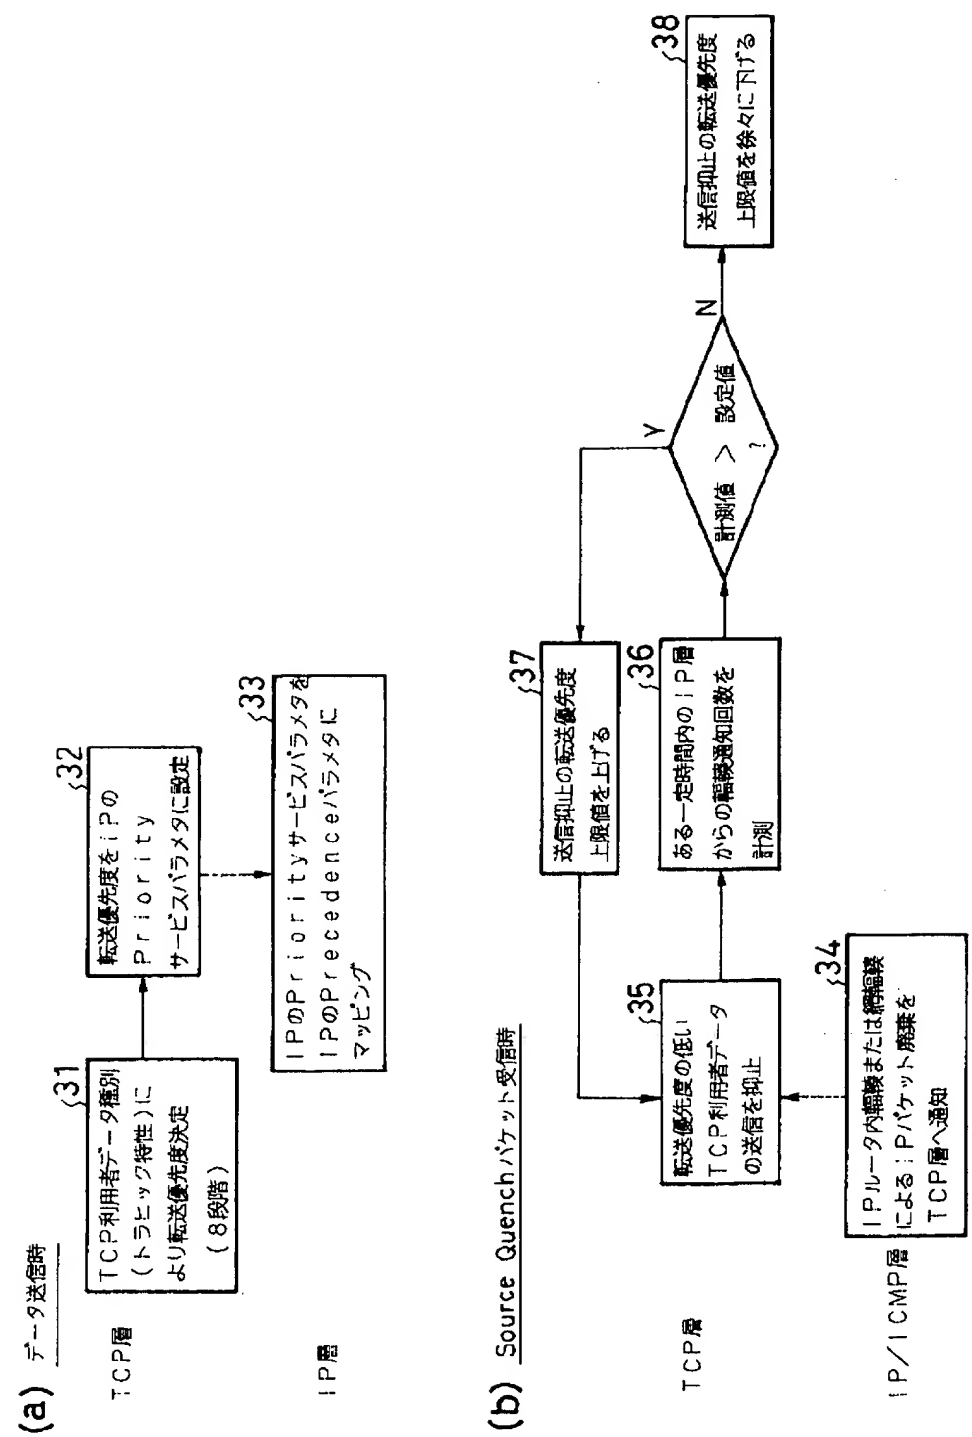 (a) データ送信時
TCP層
31
TCP利用者データ種別
(トラヒック特性)に
より転送優先度決定
(8段階)
32
転送優先度をIPの
Priority
サービスパラメタに設定
IP層
33
IPのPriorityサービスパラメタを
IPのPrecedenceパラメタに
マッピング
(b) Source Quenchパケット受信時
TCP層
37
送信抑止の転送優先度
上限値を上げる
35
転送優先度の低い
TCP利用者データ
の送信を抑止
36
ある一定時間内のIP層
からの輻輳通知回数を
計測
計測値 > 設定値
?
Y
N
38
送信抑止の転送優先度
上限値を徐々に下げる
IP/ICMP層
34
IPルータ内輻輳または網輻輳
によるIPパケット廃棄を
TCP層へ通知